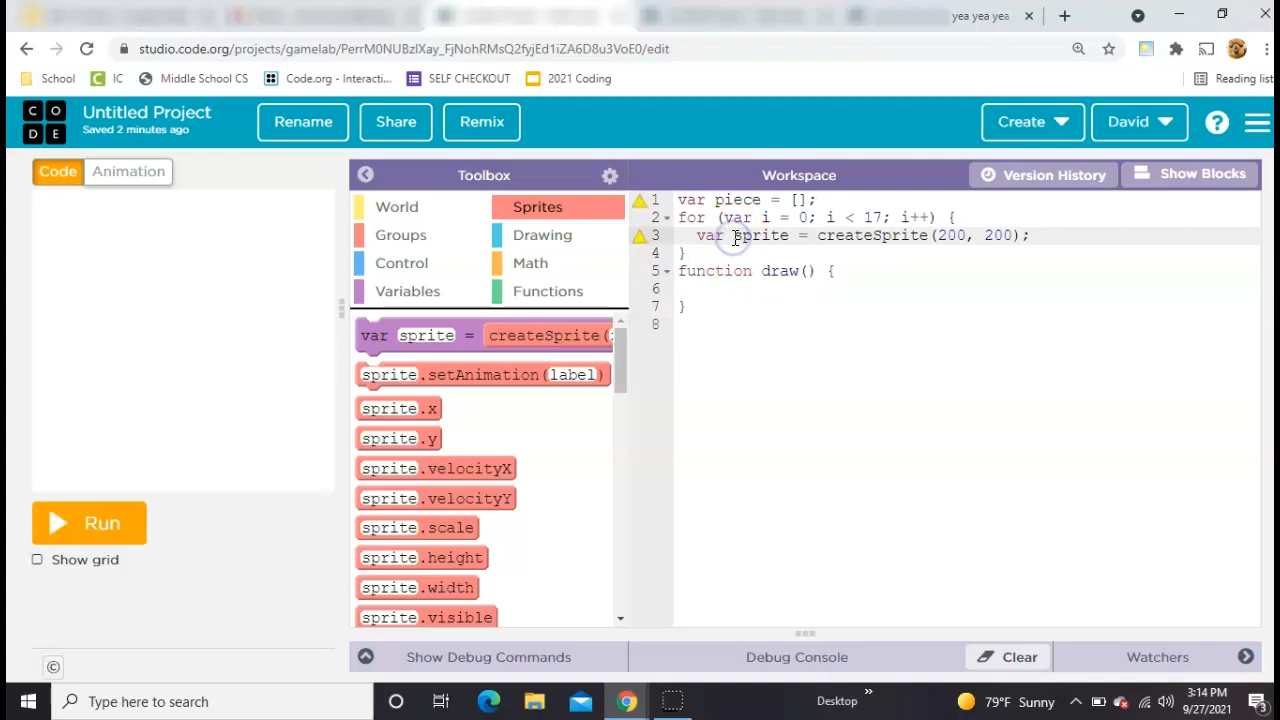 yea yea yea
studio.code.org/projects/gamelab/PerrM0NUBzlXay_FjNohRMsQ2fyjEd1iZA6D8u3VoE0/edit
School
IC
Middle School CS
Code.org - Interacti...
SELF CHECKOUT
2021 Coding
Reading list
C O
D E
Untitled Project
Saved 2 minutes ago
Rename
Share
Remix
Create
David
?
Code
Animation
Toolbox
Workspace
Version History
Show Blocks
World
Sprites
Groups
Drawing
Control
Math
Variables
Functions
var sprite = createSprite(
sprite.setAnimation(label)
sprite.x
sprite.y
sprite.velocityX
sprite.velocityY
sprite.scale
sprite.height
sprite.width
sprite.visible
1 var piece = [];
2 for (var i = 0; i < 17; i++) {
3 var sprite = createSprite(200, 200);
4 }
5 function draw() {
6
7 }
8
Run
Show grid
©
Show Debug Commands
Debug Console
Clear
Watchers
Type here to search
Desktop
»
79°F Sunny
3:14 PM
9/27/2021
3